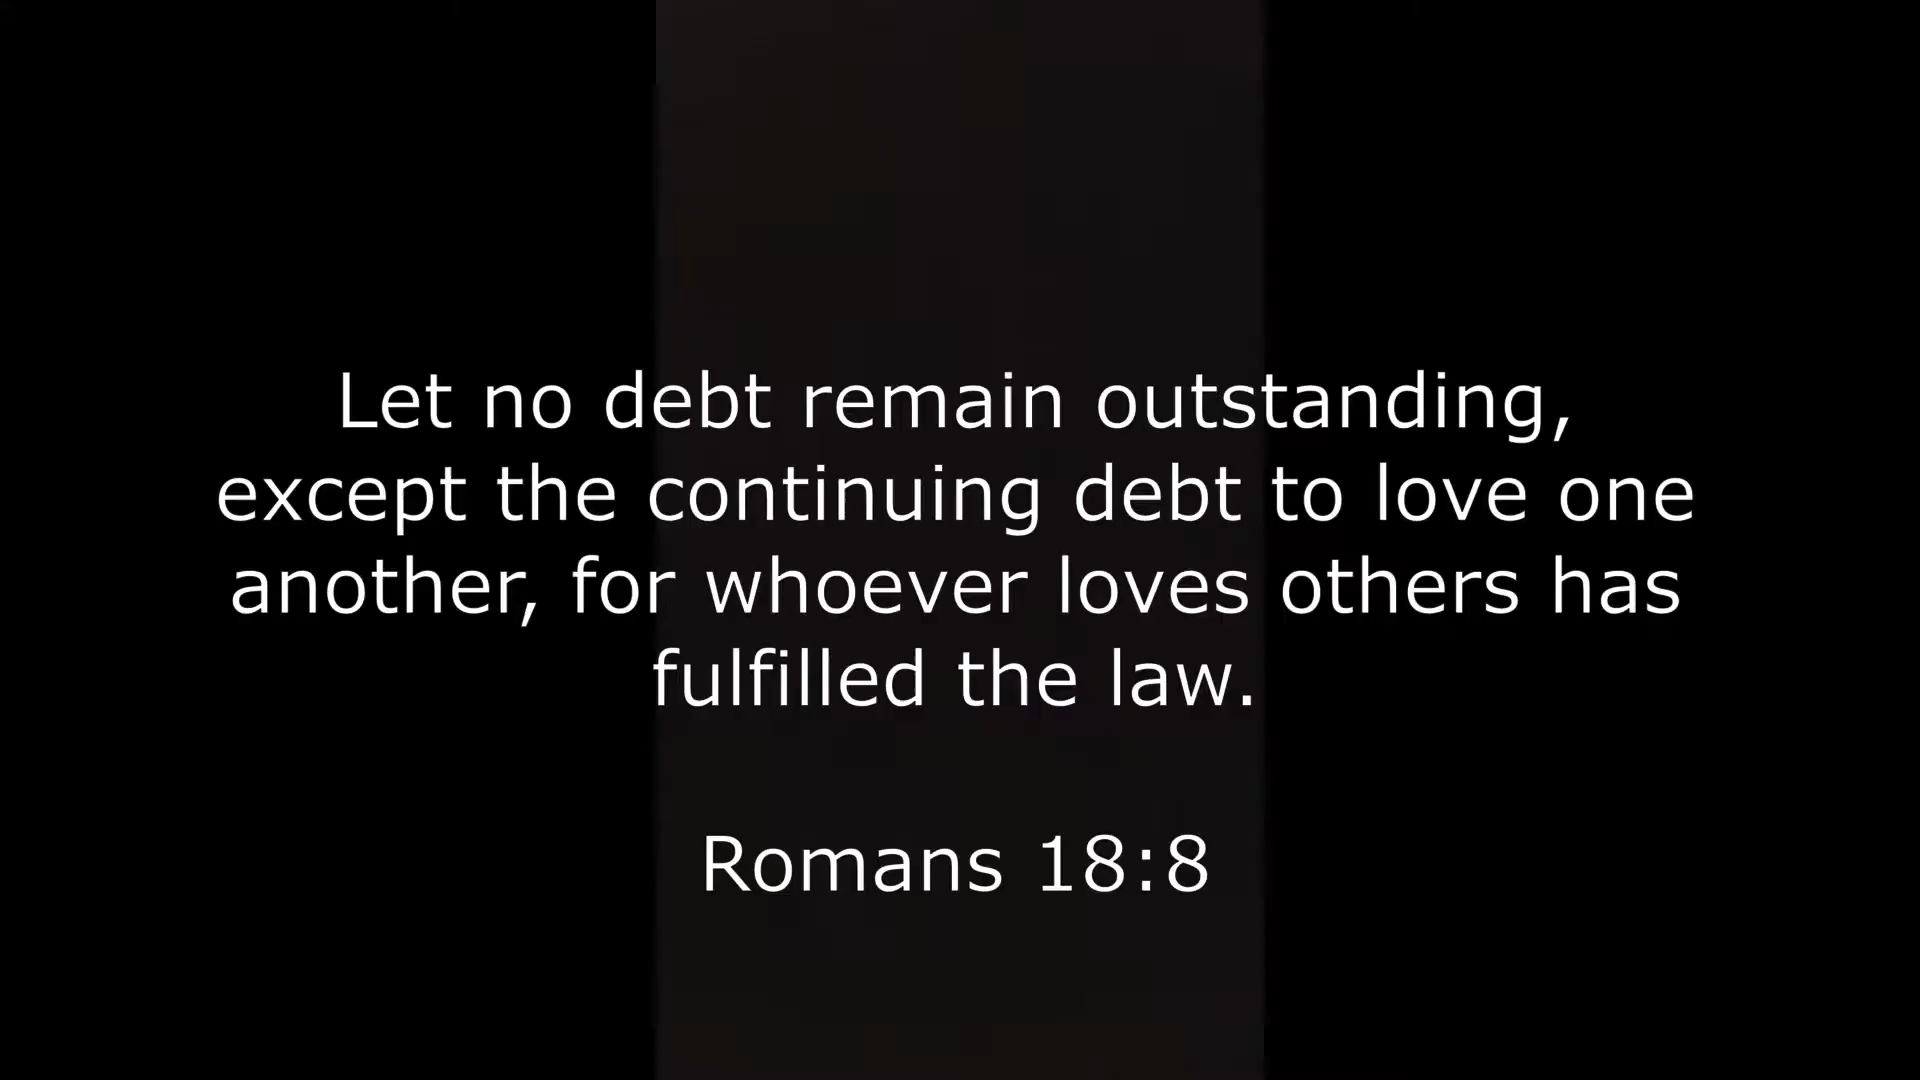 Let no debt remain outstanding,
except the continuing debt to love one
another, for whoever loves others has
fulfilled the law.
Romans 18:8